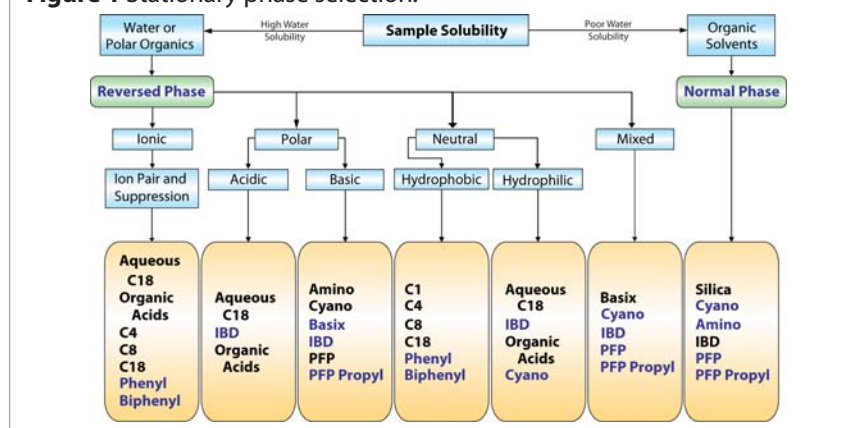 Figure 1 Stationary phase selection.
Water or
Polar Organics
High Water
Solubility
Sample Solubility
Poor Water
Solubility
Organic
Solvents
Reversed Phase
Normal Phase
Ionic
Polar
Neutral
Mixed
Ion Pair and
Suppression
Acidic
Basic
Hydrophobic
Hydrophilic
Aqueous
C18
Organic
Acids
C4
C8
C18
Phenyl
Biphenyl
Aqueous
C18
IBD
Organic
Acids
Amino
Cyano
Basix
IBD
PFP
PFP Propyl
C1
C4
C8
C18
Phenyl
Biphenyl
Aqueous
C18
IBD
Organic
Acids
Cyano
Basix
Cyano
IBD
PFP
PFP Propyl
Silica
Cyano
Amino
IBD
PFP
PFP Propyl